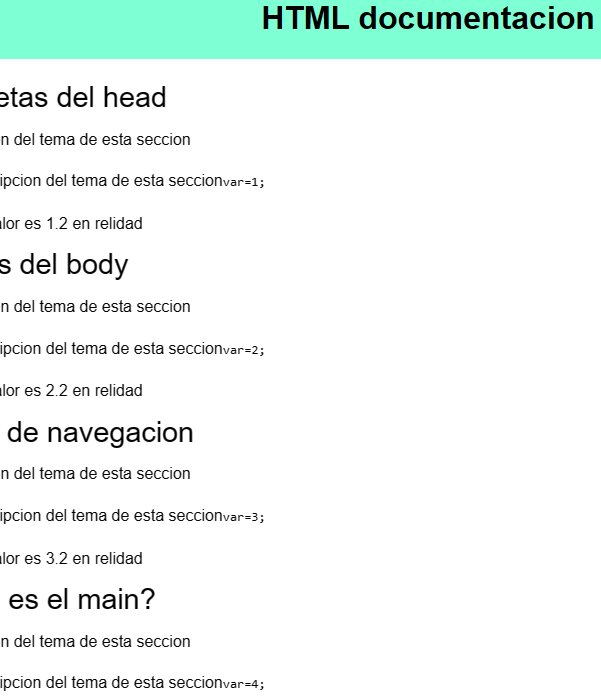 HTML documentacion
etas del head
n del tema de esta seccion
ipcion del tema de esta seccionvar=1;
alor es 1.2 en relidad
s del body
n del tema de esta seccion
ipcion del tema de esta seccionvar=2;
alor es 2.2 en relidad
de navegacion
n del tema de esta seccion
ipcion del tema de esta seccionvar=3;
alor es 3.2 en relidad
es el main?
n del tema de esta seccion
ipcion del tema de esta seccionvar=4;